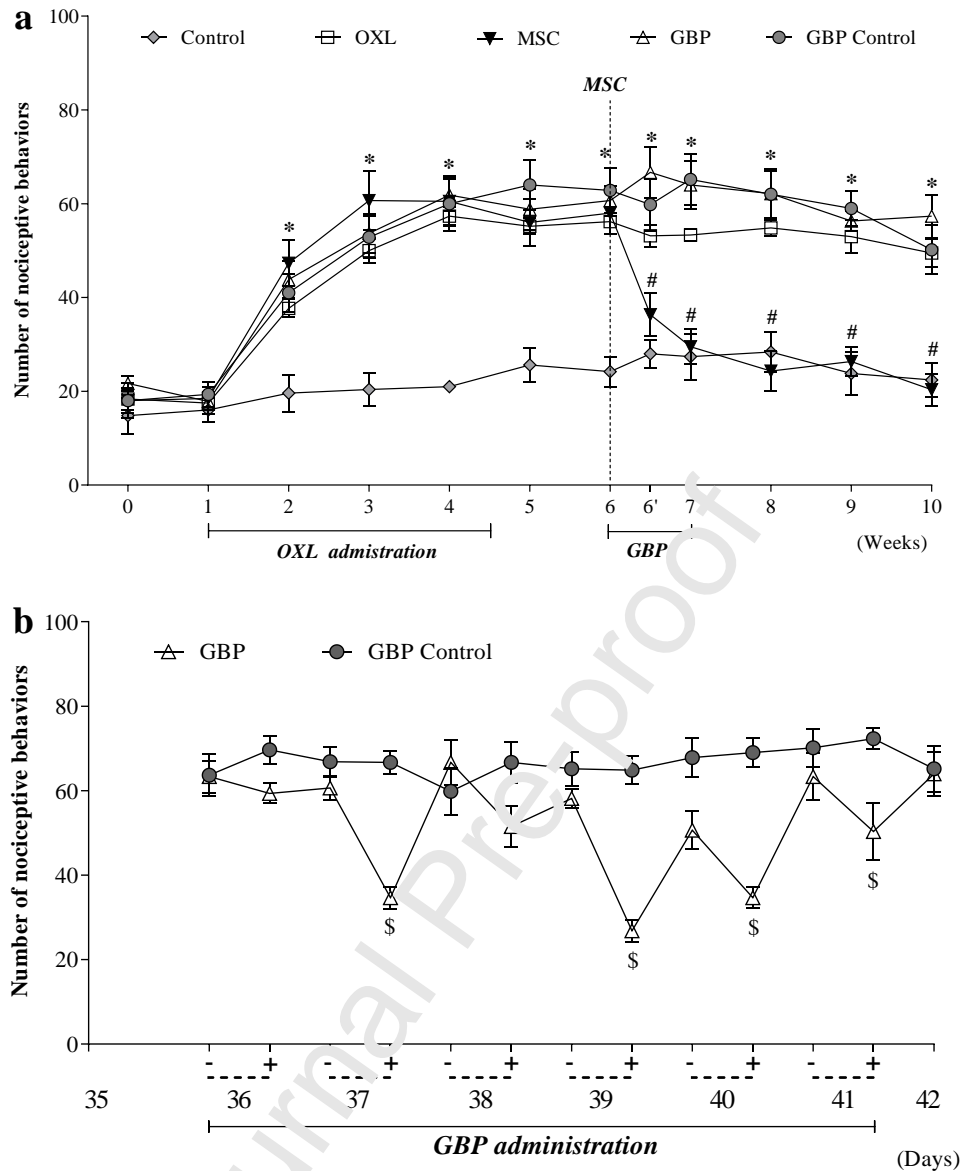 a
100
80
60
40
20
0
Number of nociceptive behaviors
Control OXL MSC GBP GBP Control
MSC
* * * * * * * * * *
# # # # #
0 1 2 3 4 5 6 6' 7 8 9 10
OXL admistration GBP (Weeks)
b
100
80
60
40
20
0
Number of nociceptive behaviors
GBP GBP Control
$ $ $ $
- + - + - + - + - + - +
35 36 37 38 39 40 41 42
GBP administration
(Days)
urnal Pre-proof